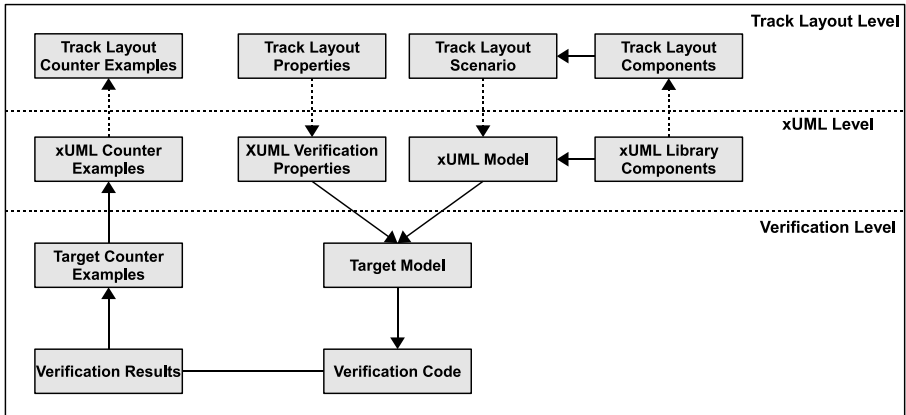 Track Layout Level
Track Layout
Counter Examples
Track Layout
Properties
Track Layout
Scenario
Track Layout
Components
xUML Level
xUML Counter
Examples
XUML Verification
Properties
xUML Model
xUML Library
Components
Verification Level
Target Counter
Examples
Target Model
Verification Results
Verification Code